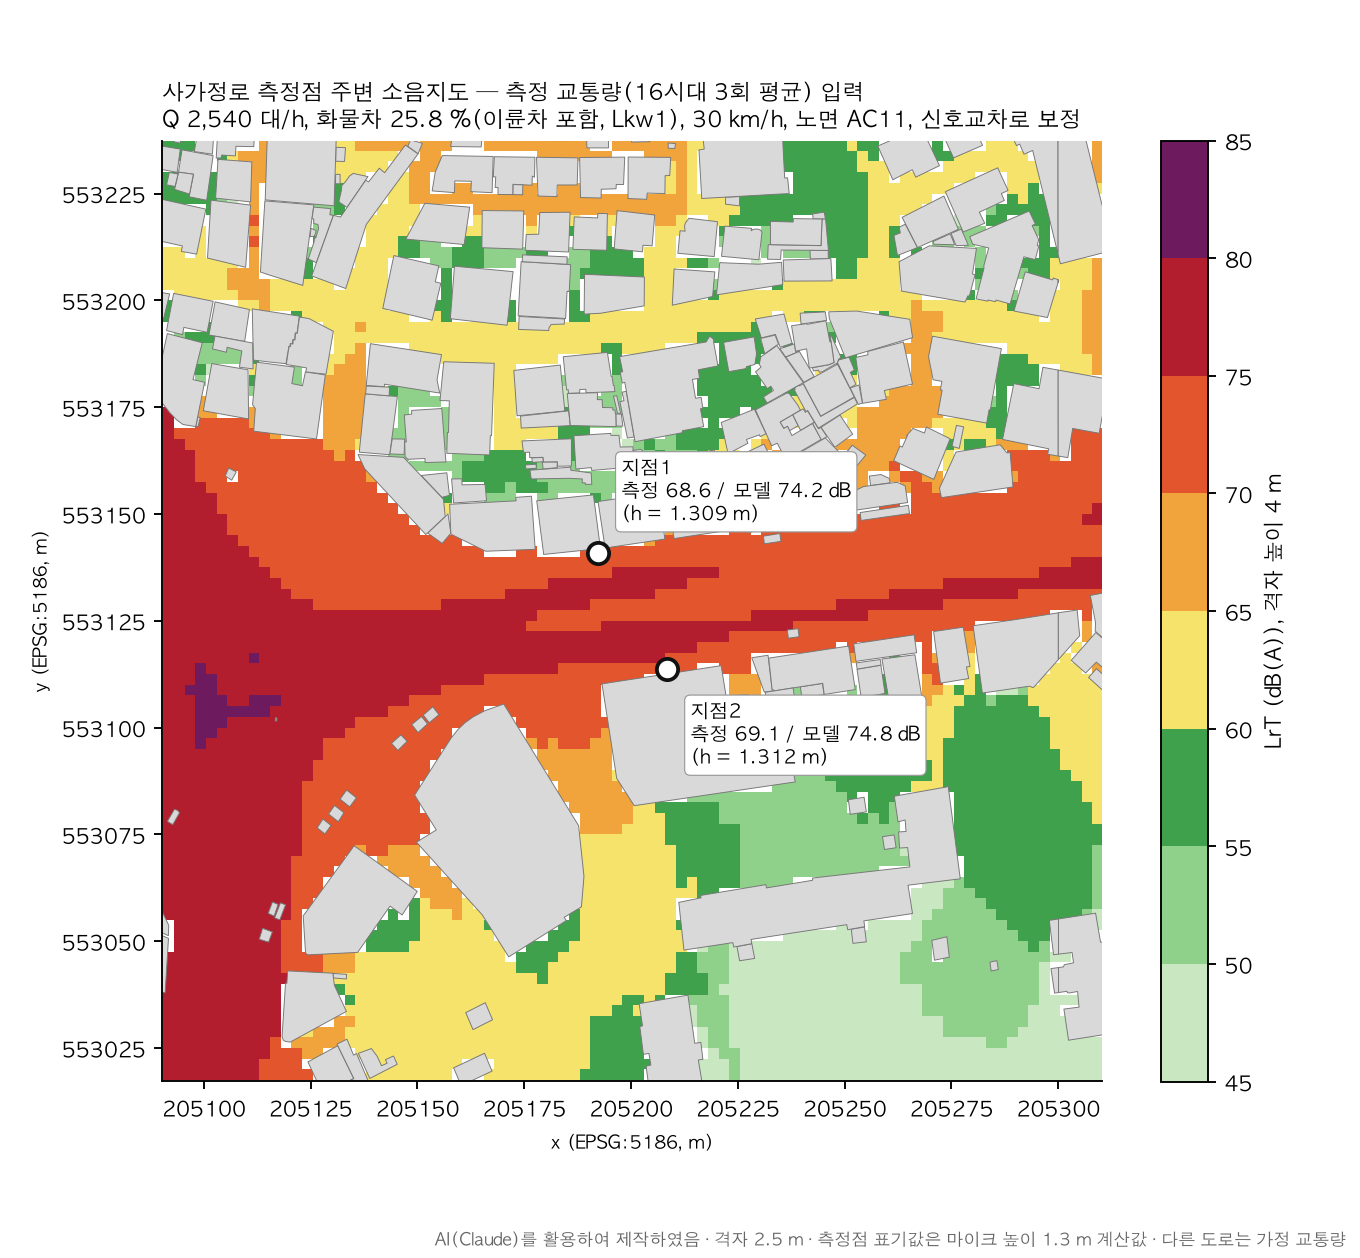 사가정로 측정점 주변 소음지도 — 측정 교통량(16시대 3회 평균) 입력
Q 2,540 대/h, 화물차 25.8 %(이륜차 포함, Lkw1), 30 km/h, 노면 AC11, 신호교차로 보정
y (EPSG:5186, m)
553225
553200
553175
553150
553125
553100
553075
553050
553025
지점1
측정 68.6 / 모델 74.2 dB
(h = 1.309 m)
지점2
측정 69.1 / 모델 74.8 dB
(h = 1.312 m)
205100 205125 205150 205175 205200 205225 205250 205275 205300
x (EPSG:5186, m)
85
80
75
70
65
60
55
50
45
LrT (dB(A)), 격자 높이 4 m
AI(Claude)를 활용하여 제작하였음 · 격자 2.5 m · 측정점 표기값은 마이크 높이 1.3 m 계산값 · 다른 도로는 가정 교통량